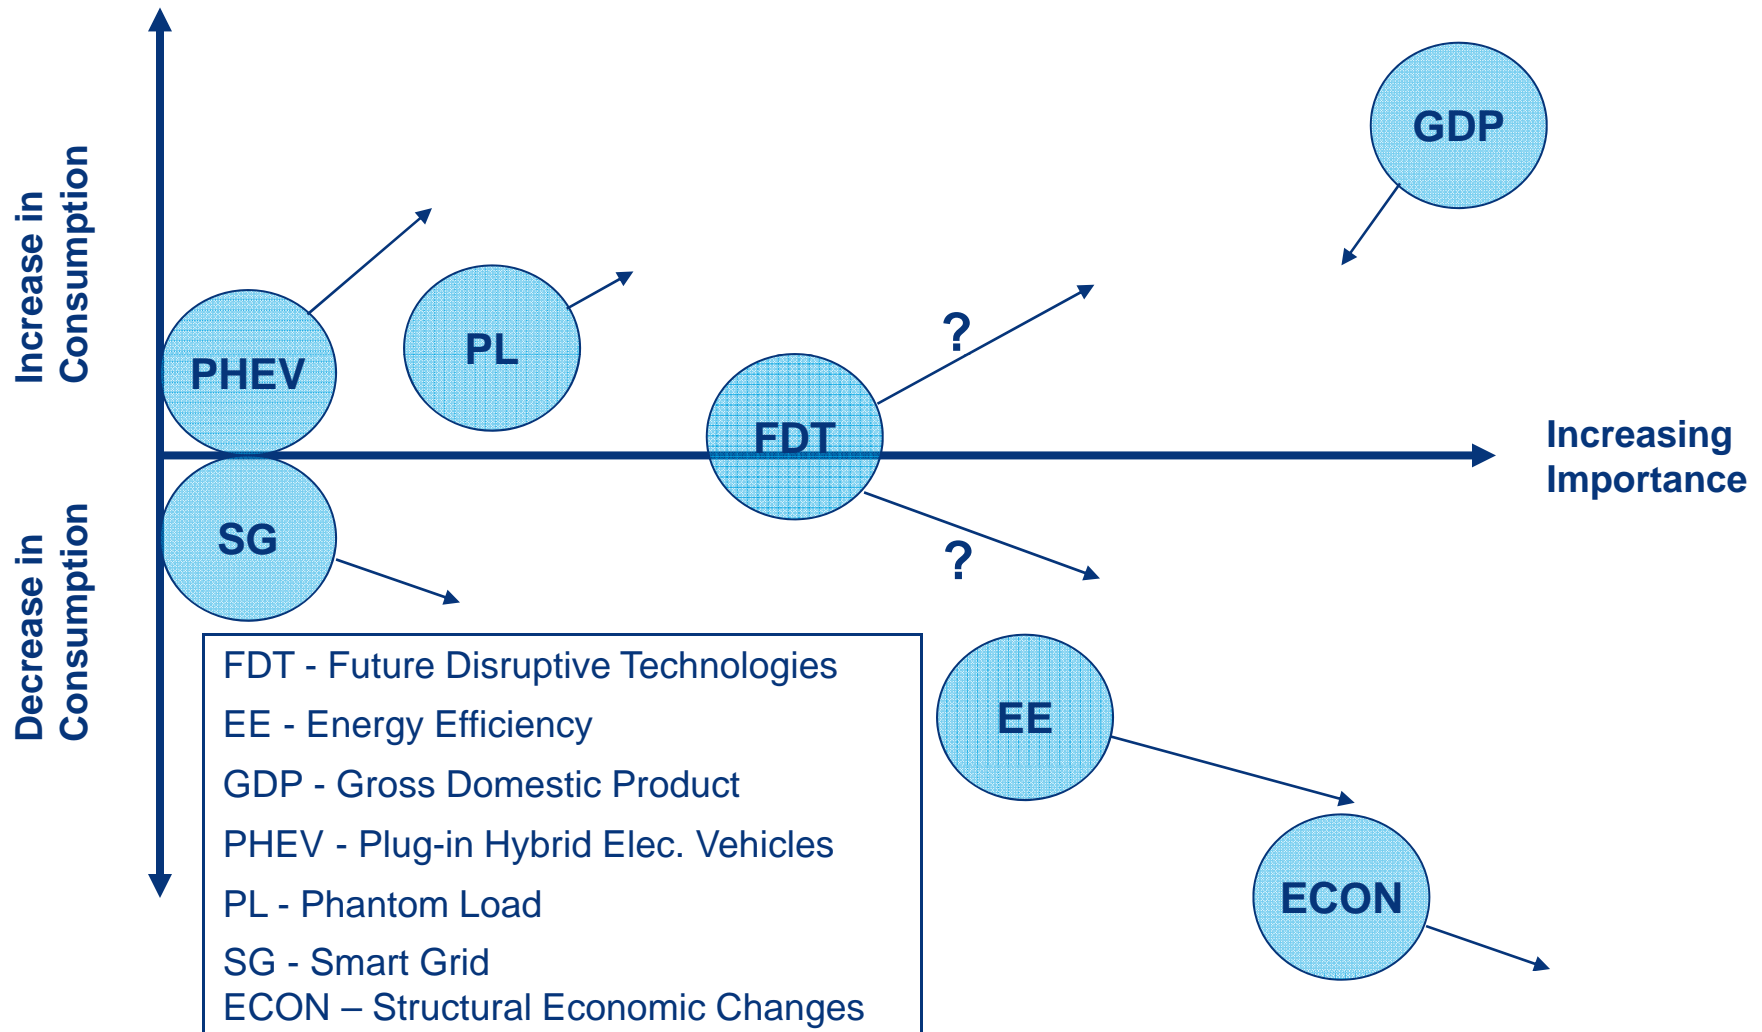 Increase in
Consumption
Decrease in
Consumption
GDP
PHEV
PL
?
FDT
Increasing
Importance
SG
?
EE
ECON
FDT - Future Disruptive Technologies
EE - Energy Efficiency
GDP - Gross Domestic Product
PHEV - Plug-in Hybrid Elec. Vehicles
PL - Phantom Load
SG - Smart Grid
ECON – Structural Economic Changes